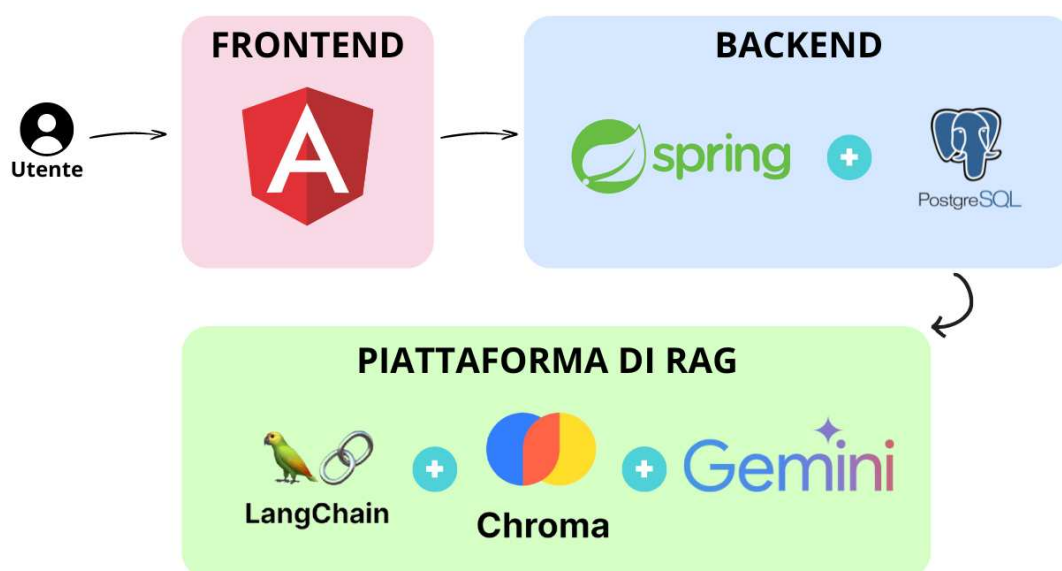 FRONTEND
BACKEND
Utente
spring
PostgreSQL
PIATTAFORMA DI RAG
LangChain
Chroma
Gemini